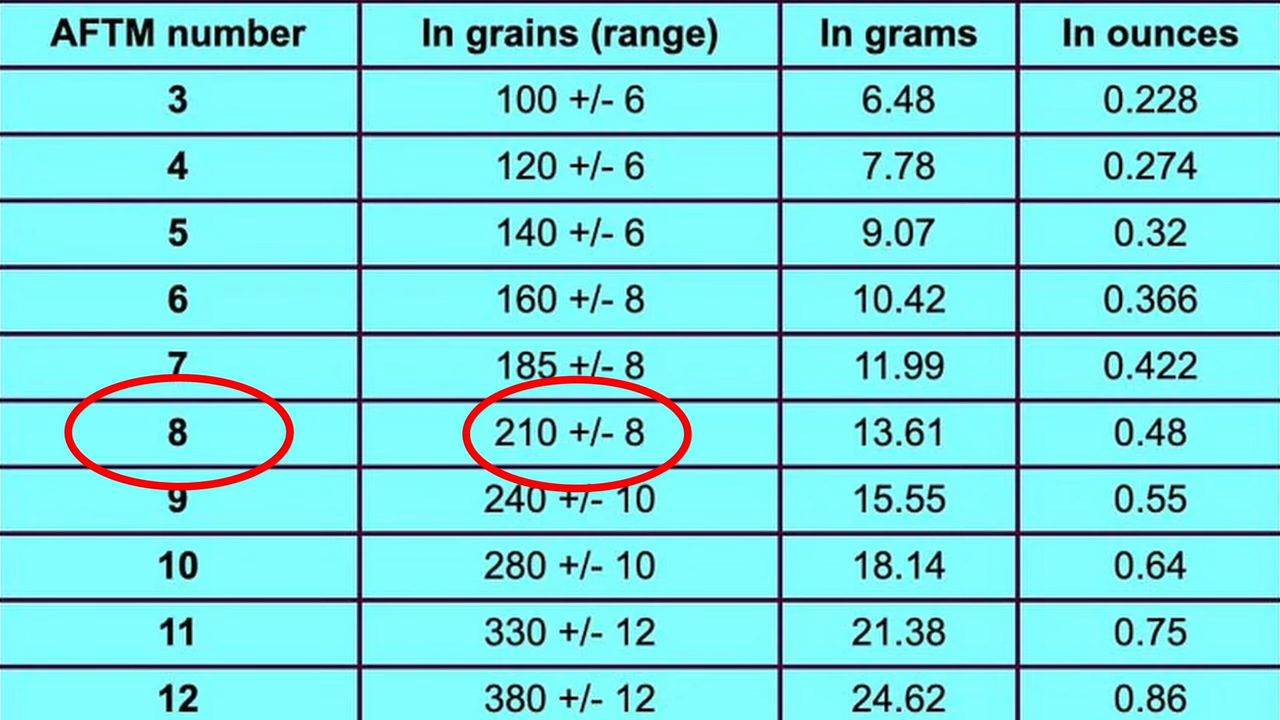 AFTM number In grains (range) In grams In ounces
3 100 +/- 6 6.48 0.228
4 120 +/- 6 7.78 0.274
5 140 +/- 6 9.07 0.32
6 160 +/- 8 10.42 0.366
7 185 +/- 8 11.99 0.422
8 210 +/- 8 13.61 0.48
9 240 +/- 10 15.55 0.55
10 280 +/- 10 18.14 0.64
11 330 +/- 12 21.38 0.75
12 380 +/- 12 24.62 0.86